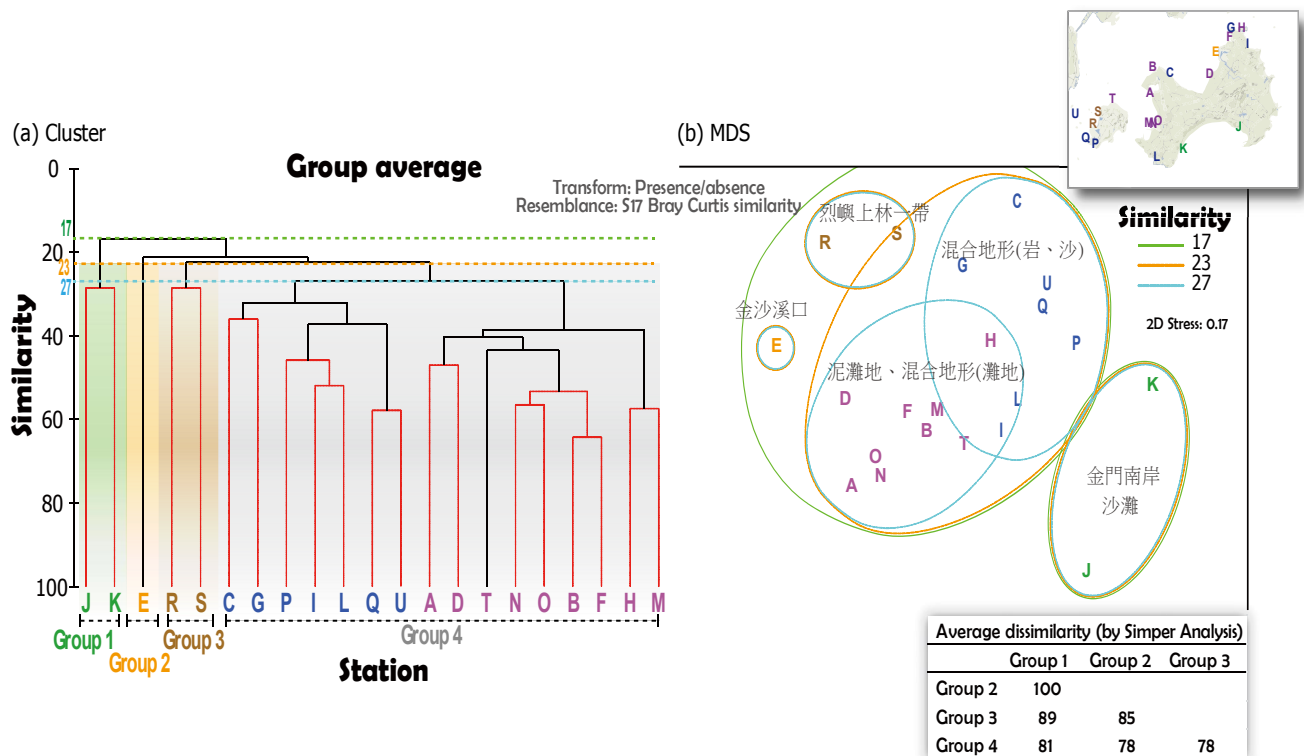 (a) Cluster
Group average
Transform: Presence/absence
Resemblance: S17 Bray Curtis similarity
Similarity
0
20
40
60
80
100
17
23
27
J K E R S C G P I L Q U A D T N O B F H M
Group 1
Group 2
Group 3
Group 4
Station
(b) MDS
烈嶼上林一帶
R
S
金沙溪口
E
混合地形(岩、沙)
C
G
U
Q
P
H
泥灘地、混合地形(灘地)
D
F
M
B
T
O
N
A
L
I
K
金門南岸
沙灘
J
Similarity
17
23
27
2D Stress: 0.17
G H
F
I
E
D
B
C
A
T
U
S
R
Q
P
M
N
O
L
K
J
Average dissimilarity (by Simper Analysis)
Group 1 Group 2 Group 3
Group 2 100
Group 3 89 85
Group 4 81 78 78